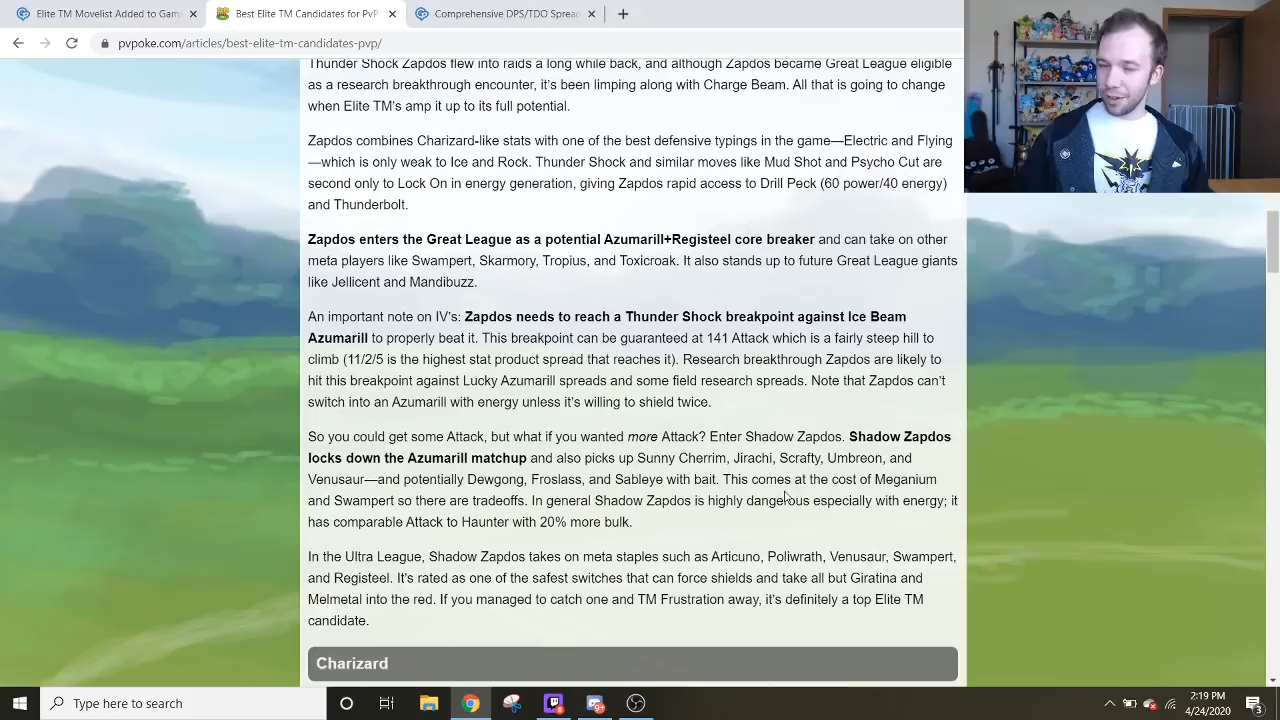 Elite TM Movelist Added to Gam
Best Elite TM Candidates for PvP
Comprehensive DPS/TDO Spread
pvpoke.com/articles/best-elite-tm-candidates-pvp/
Thunder Shock Zapdos flew into raids a long while back, and although Zapdos became Great League eligible
as a research breakthrough encounter, it's been limping along with Charge Beam. All that is going to change
when Elite TM's amp it up to its full potential.
Zapdos combines Charizard-like stats with one of the best defensive typings in the game—Electric and Flying
—which is only weak to Ice and Rock. Thunder Shock and similar moves like Mud Shot and Psycho Cut are
second only to Lock On in energy generation, giving Zapdos rapid access to Drill Peck (60 power/40 energy)
and Thunderbolt.
Zapdos enters the Great League as a potential Azumarill+Registeel core breaker and can take on other
meta players like Swampert, Skarmory, Tropius, and Toxicroak. It also stands up to future Great League giants
like Jellicent and Mandibuzz.
An important note on IV's: Zapdos needs to reach a Thunder Shock breakpoint against Ice Beam
Azumarill to properly beat it. This breakpoint can be guaranteed at 141 Attack which is a fairly steep hill to
climb (11/2/5 is the highest stat product spread that reaches it). Research breakthrough Zapdos are likely to
hit this breakpoint against Lucky Azumarill spreads and some field research spreads. Note that Zapdos can't
switch into an Azumarill with energy unless it's willing to shield twice.
So you could get some Attack, but what if you wanted more Attack? Enter Shadow Zapdos. Shadow Zapdos
locks down the Azumarill matchup and also picks up Sunny Cherrim, Jirachi, Scrafty, Umbreon, and
Venusaur—and potentially Dewgong, Froslass, and Sableye with bait. This comes at the cost of Meganium
and Swampert so there are tradeoffs. In general Shadow Zapdos is highly dangerous especially with energy; it
has comparable Attack to Haunter with 20% more bulk.
In the Ultra League, Shadow Zapdos takes on meta staples such as Articuno, Poliwrath, Venusaur, Swampert,
and Registeel. It's rated as one of the safest switches that can force shields and take all but Giratina and
Melmetal into the red. If you managed to catch one and TM Frustration away, it's definitely a top Elite TM
candidate.
Charizard
Type here to search
2:19 PM
4/24/2020
3